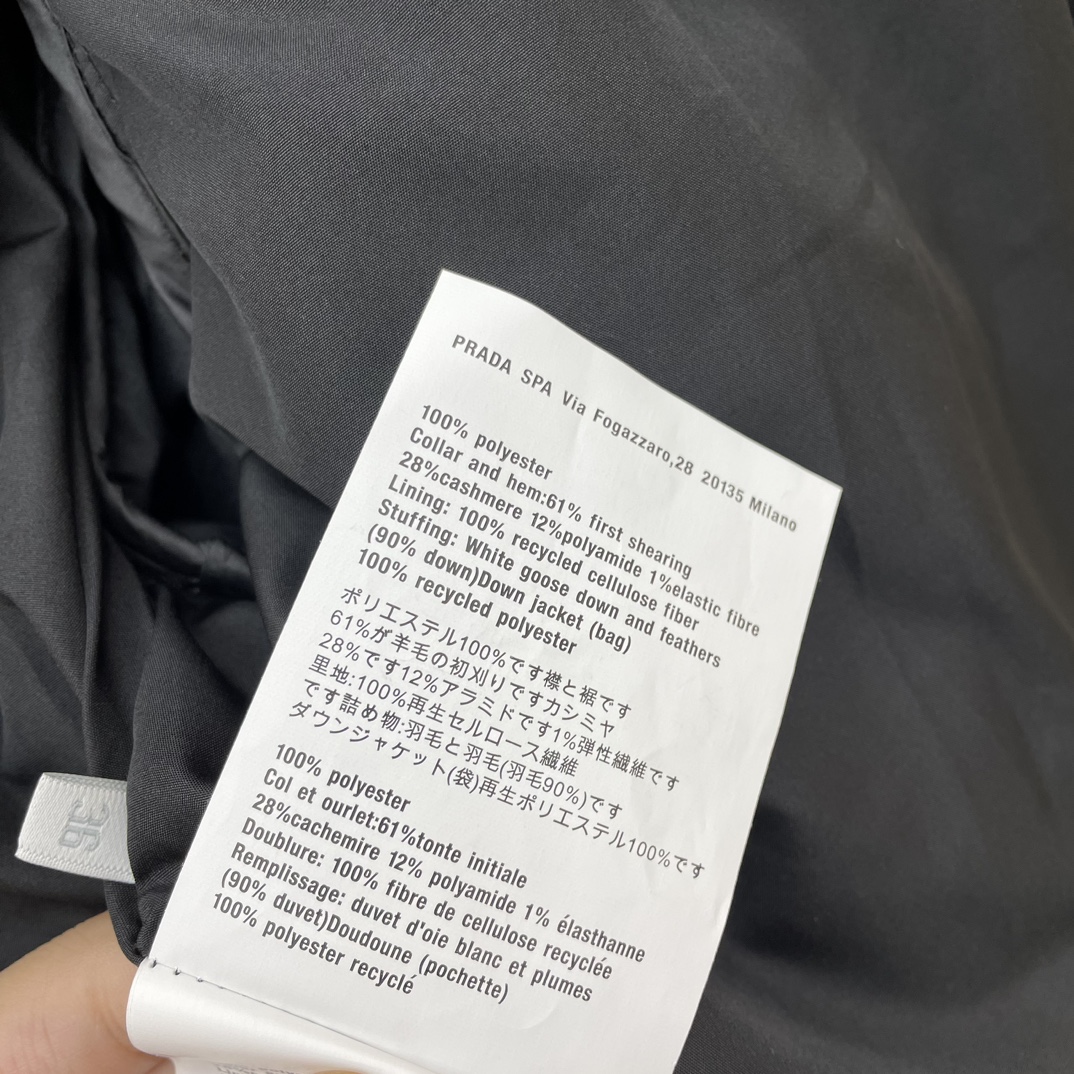 PRADA SPA Via Fogazzaro,28 20135 Milano
100% polyester
Collar and hem:61% first shearing
28%cashmere 12%polyamide 1%elastic fibre
Lining: 100% recycled cellulose fiber
Stuffing: White goose down and feathers
(90% down)Down jacket (bag)
100% recycled polyester
ポリエステル100%です襟と裾です
61%が羊毛の初刈りですカシミヤ
28%です12%アラミドです1%弾性繊維です
里地:100%再生セルロース繊維
です詰め物:羽毛と羽毛(羽毛90%)です
ダウンジャケット(袋)再生ポリエステル100%です
100% polyester
Col et ourlet:61%tonte initiale
28%cachemire 12% polyamide 1% élasthanne
Doublure: 100% fibre de cellulose recyclée
Remplissage: duvet d'oie blanc et plumes
(90% duvet)Doudoune (pochette)
100% polyester recyclé
36